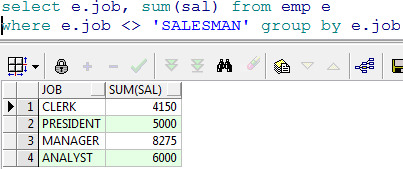 select e.job, sum(sal) from emp e
where e.job <> 'SALESMAN' group by e.job
JOB SUM(SAL)
1 CLERK 4150
2 PRESIDENT 5000
3 MANAGER 8275
4 ANALYST 6000